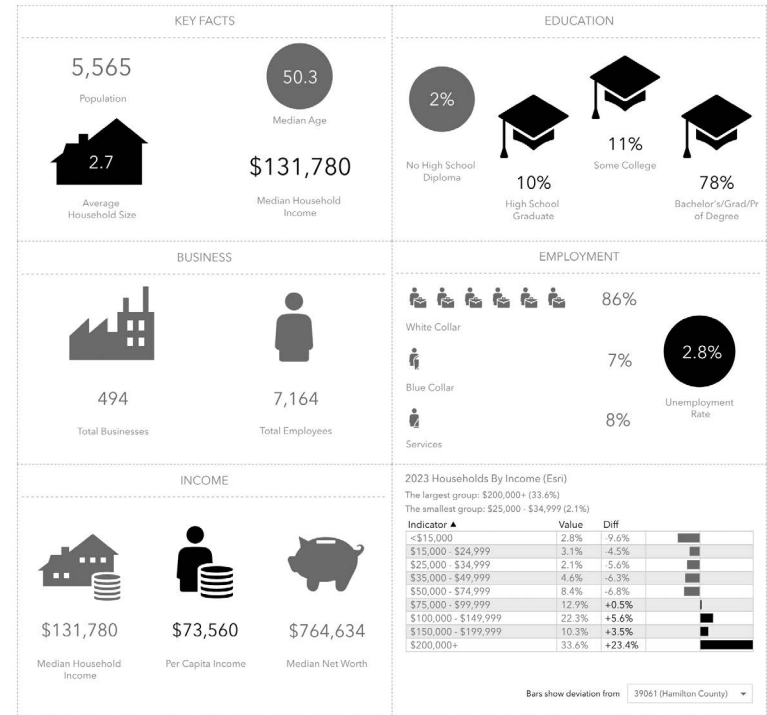 KEY FACTS
5,565
Population
50.3
Median Age
2.7
Average
Household Size
$131,780
Median Household
Income
EDUCATION
2%
No High School
Diploma
10%
High School
Graduate
11%
Some College
78%
Bachelor's/Grad/Pr
of Degree
BUSINESS
494
Total Businesses
7,164
Total Employees
EMPLOYMENT
86%
White Collar
7%
Blue Collar
8%
Services
2.8%
Unemployment
Rate
INCOME
$131,780
Median Household
Income
$73,560
Per Capita Income
$764,634
Median Net Worth
2023 Households By Income (Esri)
The largest group: $200,000+ (33.6%)
The smallest group: $25,000 - $34,999 (2.1%)
Indicator ▲ Value Diff
<$15,000 2.8% -9.6%
$15,000 - $24,999 3.1% -4.5%
$25,000 - $34,999 2.1% -5.6%
$35,000 - $49,999 4.6% -6.3%
$50,000 - $74,999 8.4% -6.8%
$75,000 - $99,999 12.9% +0.5%
$100,000 - $149,999 22.3% +5.6%
$150,000 - $199,999 10.3% +3.5%
$200,000+ 33.6% +23.4%
Bars show deviation from 39061 (Hamilton County)